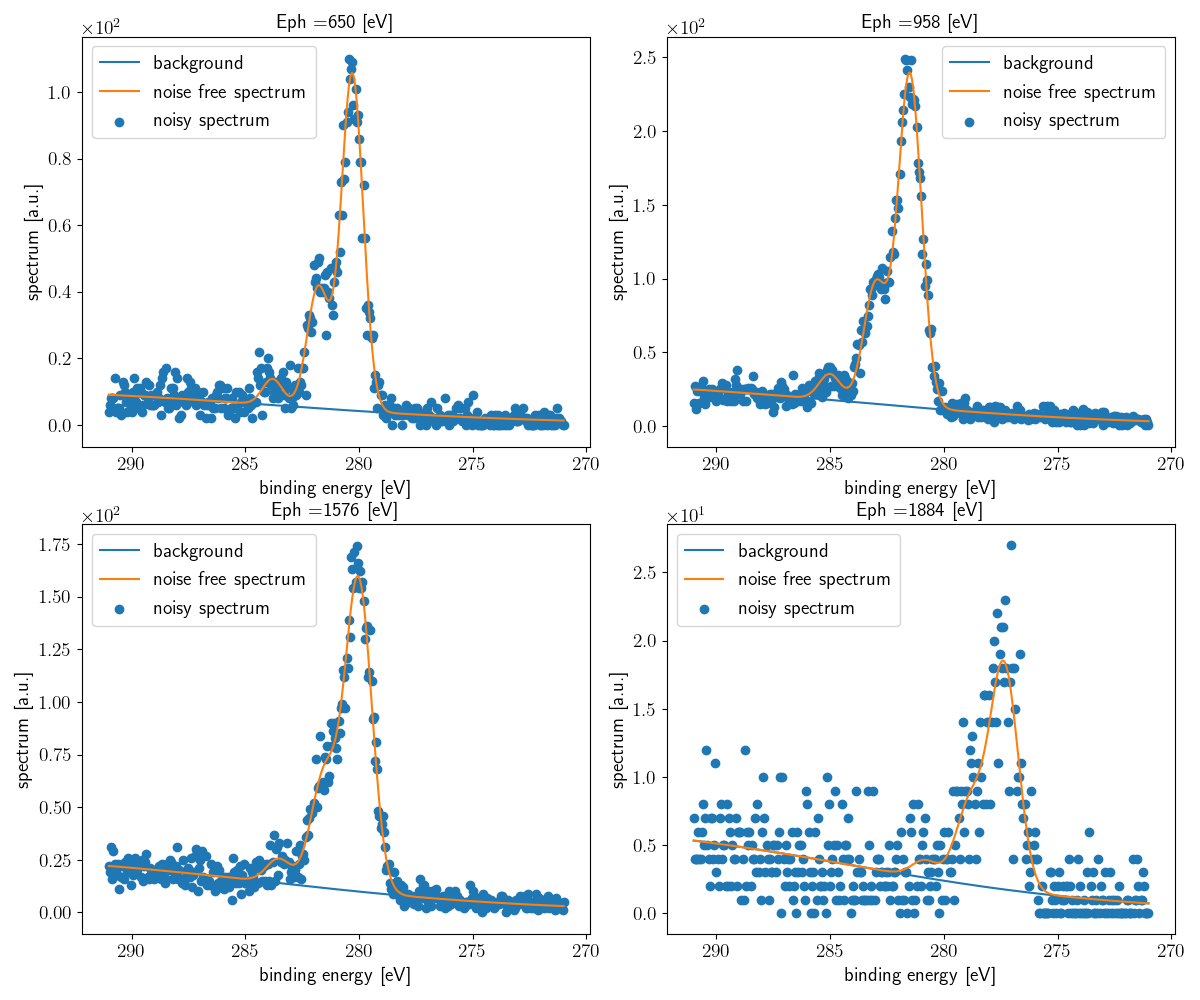 ×10²
Eph =650 [eV]
background
noise free spectrum
noisy spectrum
1.0
0.8
0.6
0.4
0.2
0.0
spectrum [a.u.]
290
285
280
275
270
binding energy [eV]
×10²
Eph =958 [eV]
background
noise free spectrum
noisy spectrum
2.5
2.0
1.5
1.0
0.5
0.0
spectrum [a.u.]
290
285
280
275
270
binding energy [eV]
×10²
Eph =1576 [eV]
background
noise free spectrum
noisy spectrum
1.75
1.50
1.25
1.00
0.75
0.50
0.25
0.00
spectrum [a.u.]
290
285
280
275
270
binding energy [eV]
×10¹
Eph =1884 [eV]
background
noise free spectrum
noisy spectrum
2.5
2.0
1.5
1.0
0.5
0.0
spectrum [a.u.]
290
285
280
275
270
binding energy [eV]